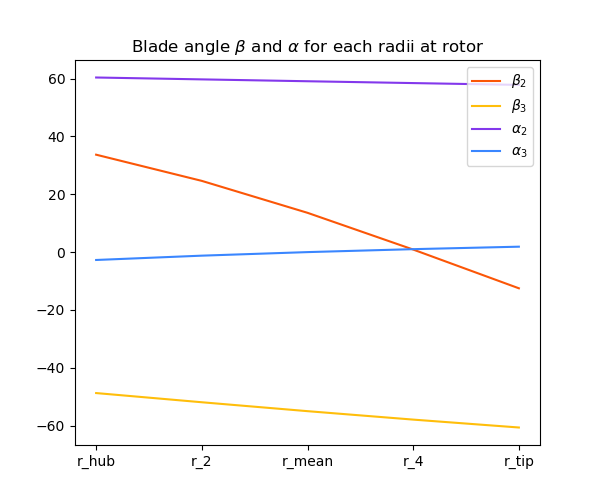 Blade angle β and α for each radii at rotor
60
40
20
0
−20
−40
−60
β₂
β₃
α₂
α₃
r_hub r_2 r_mean r_4 r_tip